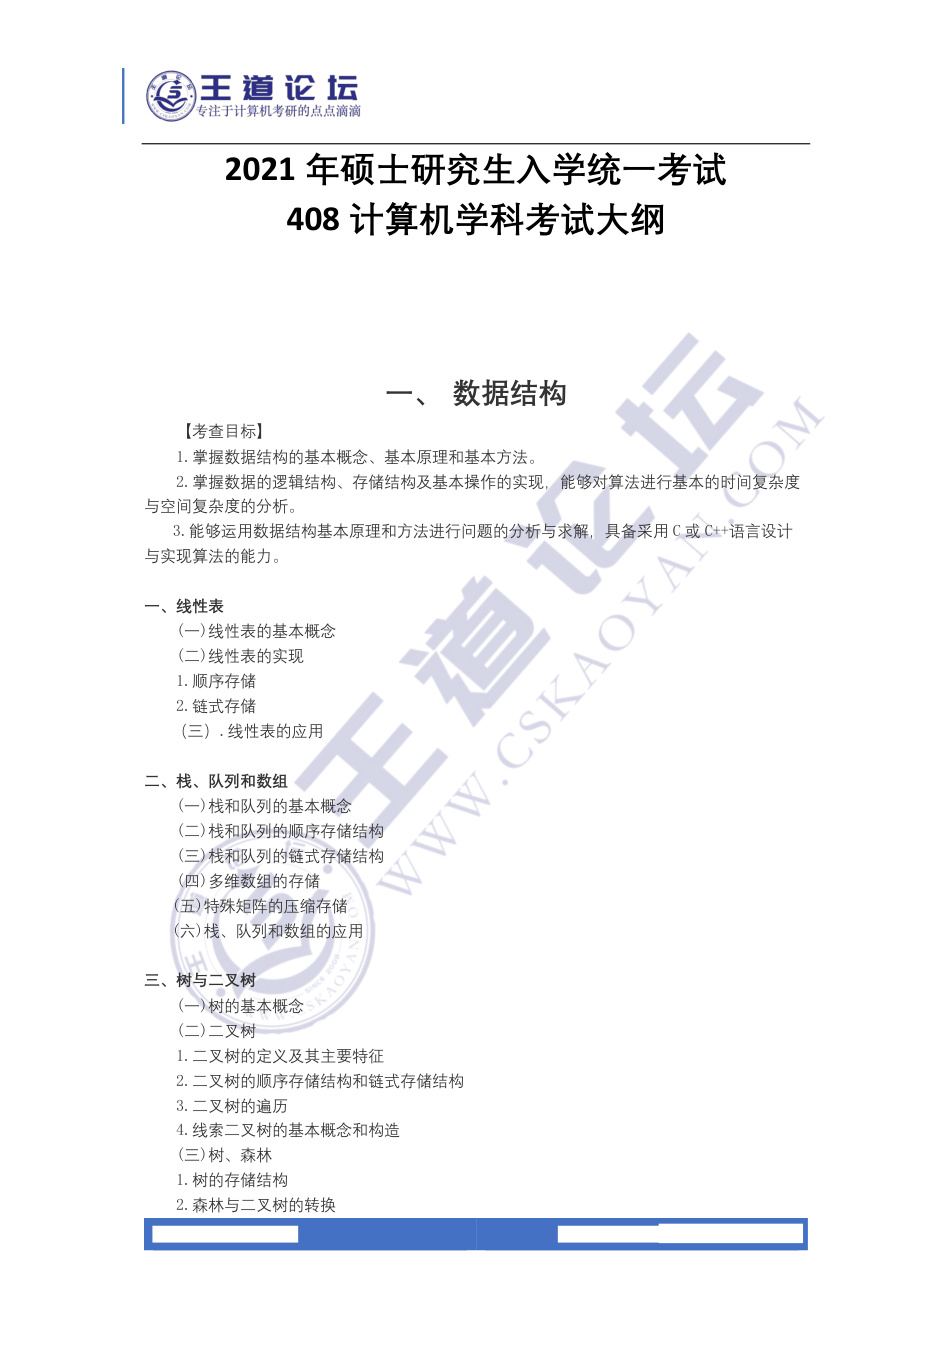 王道论坛
专注于计算机考研的点点滴滴
2021 年硕士研究生入学统一考试
408 计算机学科考试大纲
一、 数据结构
【考查目标】
1.掌握数据结构的基本概念、基本原理和基本方法。
2.掌握数据的逻辑结构、存储结构及基本操作的实现，能够对算法进行基本的时间复杂度
与空间复杂度的分析。
3.能够运用数据结构基本原理和方法进行问题的分析与求解，具备采用 C 或 C++语言设计
与实现算法的能力。
一、线性表
(一)线性表的基本概念
(二)线性表的实现
1.顺序存储
2.链式存储
（三）.线性表的应用
二、栈、队列和数组
(一)栈和队列的基本概念
(二)栈和队列的顺序存储结构
(三)栈和队列的链式存储结构
(四)多维数组的存储
(五)特殊矩阵的压缩存储
(六)栈、队列和数组的应用
三、树与二叉树
(一)树的基本概念
(二)二叉树
1.二叉树的定义及其主要特征
2.二叉树的顺序存储结构和链式存储结构
3.二叉树的遍历
4.线索二叉树的基本概念和构造
(三)树、森林
1.树的存储结构
2.森林与二叉树的转换
王道论坛
WWW.CSKAOYAN.COM